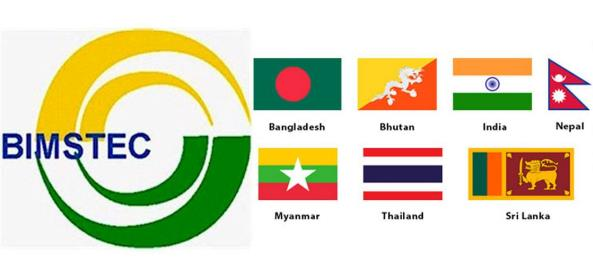 BIMSTEC
Bangladesh
Bhutan
India
Nepal
Myanmar
Thailand
Sri Lanka